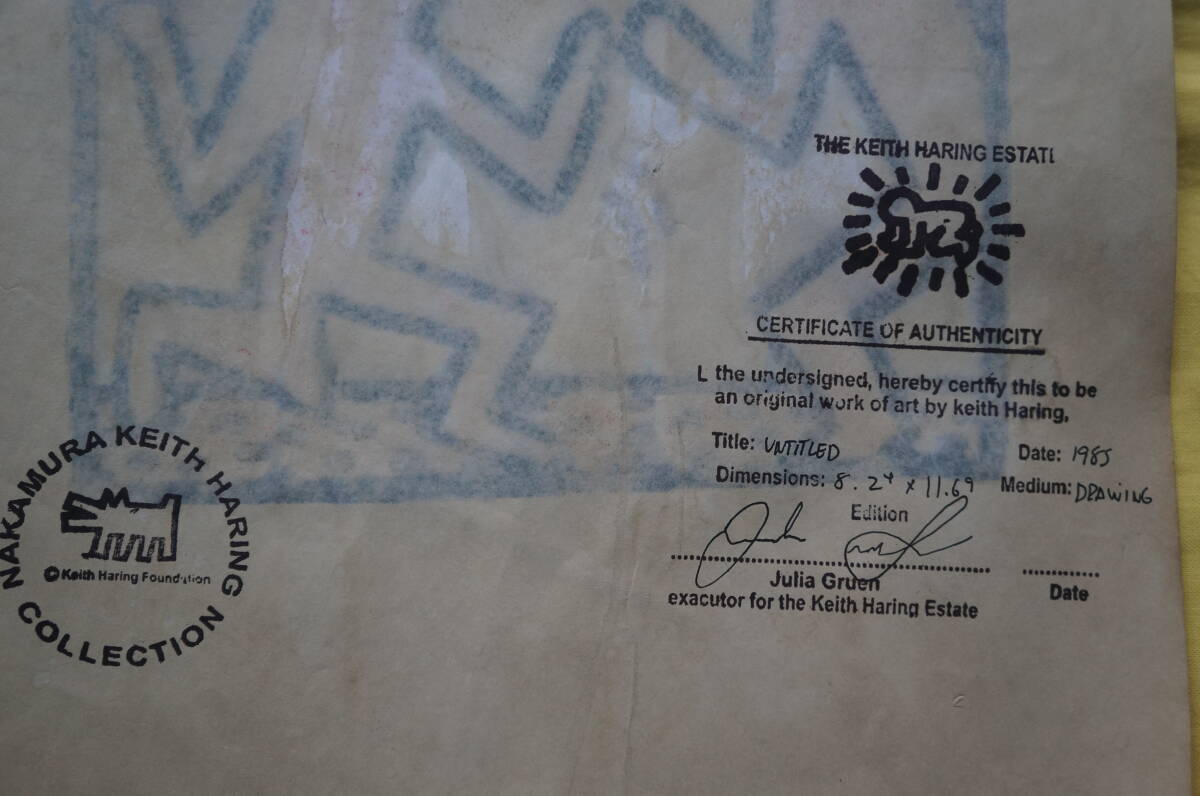 THE KEITH HARING ESTATE
CERTIFICATE OF AUTHENTICITY
I, the undersigned, hereby certify this to be
an original work of art by keith Haring,
Title: UNTITLED
Date: 1985
Dimensions: 8.27 x 11.69
Medium: DRAWING
Edition
Julia Gruen
Date
exacutor for the Keith Haring Estate
NAKAMURA KEITH HARING
COLLECTION
© Keith Haring Foundation